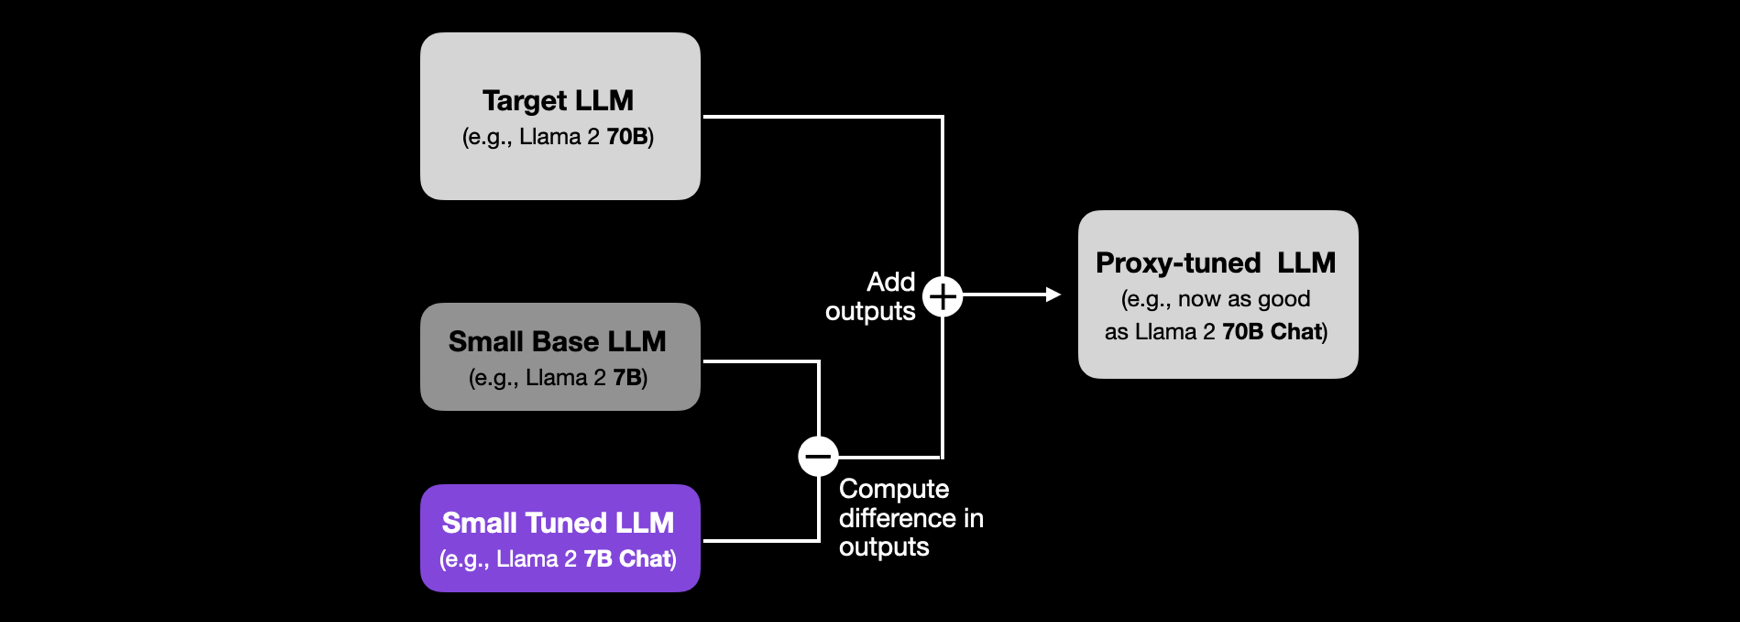 Target LLM
(e.g., Llama 2 70B)
Small Base LLM
(e.g., Llama 2 7B)
Small Tuned LLM
(e.g., Llama 2 7B Chat)
Compute
difference in
outputs
Add
outputs
Proxy-tuned LLM
(e.g., now as good
as Llama 2 70B Chat)